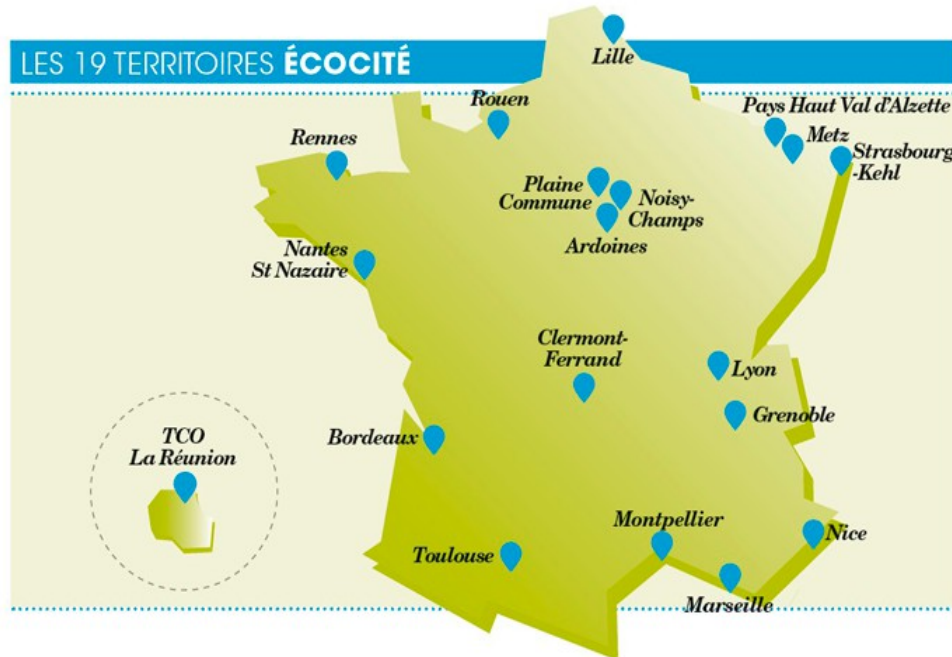 LES 19 TERRITOIRES ÉCOCITÉ
Lille
Rouen
Pays Haut Val d'Alzette
Metz
Rennes
Strasbourg
-Kehl
Plaine
Commune
Noisy-
Champs
Ardoines
Nantes
St Nazaire
Clermont-
Ferrand
Lyon
Grenoble
Bordeaux
TCO
La Réunion
Montpellier
Nice
Toulouse
Marseille